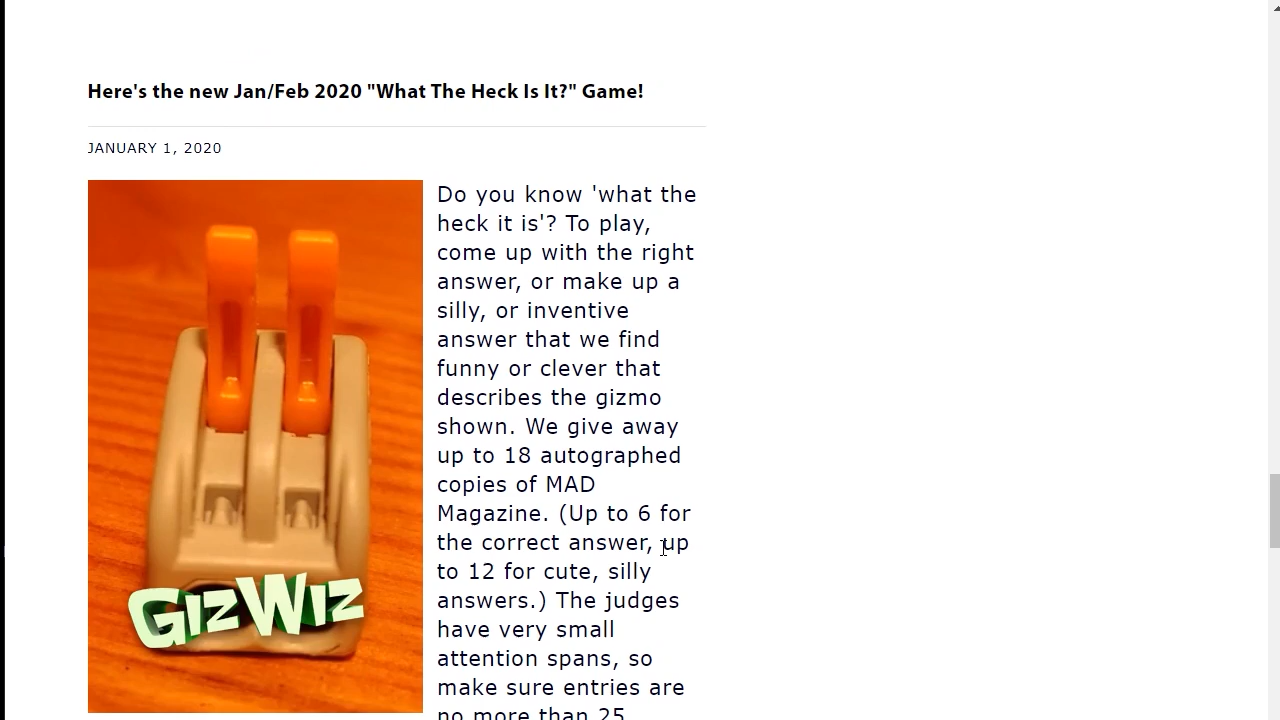 Here's the new Jan/Feb 2020 "What The Heck Is It?" Game!
JANUARY 1, 2020
Do you know 'what the
heck it is'? To play,
come up with the right
answer, or make up a
silly, or inventive
answer that we find
funny or clever that
describes the gizmo
shown. We give away
up to 18 autographed
copies of MAD
Magazine. (Up to 6 for
the correct answer, up
to 12 for cute, silly
answers.) The judges
have very small
attention spans, so
make sure entries are
no more than 25
GIZWIZ